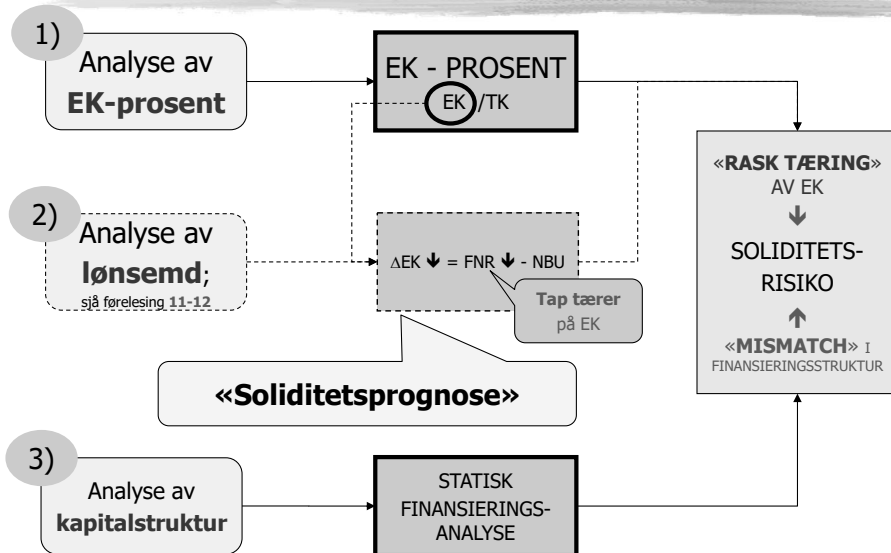 1)
Analyse av
EK-prosent
EK - PROSENT
EK /TK
«RASK TÆRING»
AV EK
🡻
SOLIDITETS-
RISIKO
🡹
«MISMATCH» I
FINANSIERINGSSTRUKTUR
2)
Analyse av
lønsemd;
sjå førelesing 11-12
∆EK 🡻 = FNR 🡻 - NBU
Tap tærer
på EK
«Soliditetsprognose»
3)
Analyse av
kapitalstruktur
STATISK
FINANSIERINGS-
ANALYSE